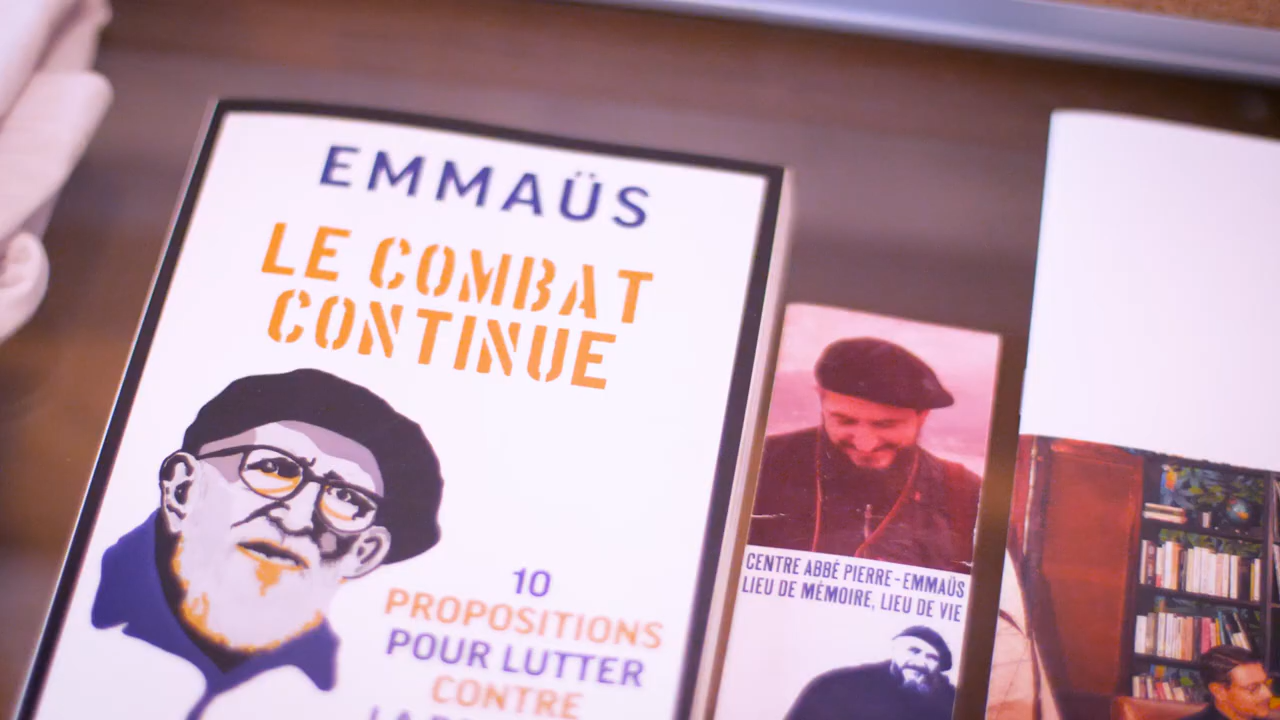 EMMAÜS
LE COMBAT
CONTINUE
10
PROPOSITIONS
POUR LUTTER
CONTRE
CENTRE ABBÉ PIERRE-EMMAÜS
LIEU DE MÉMOIRE, LIEU DE VIE